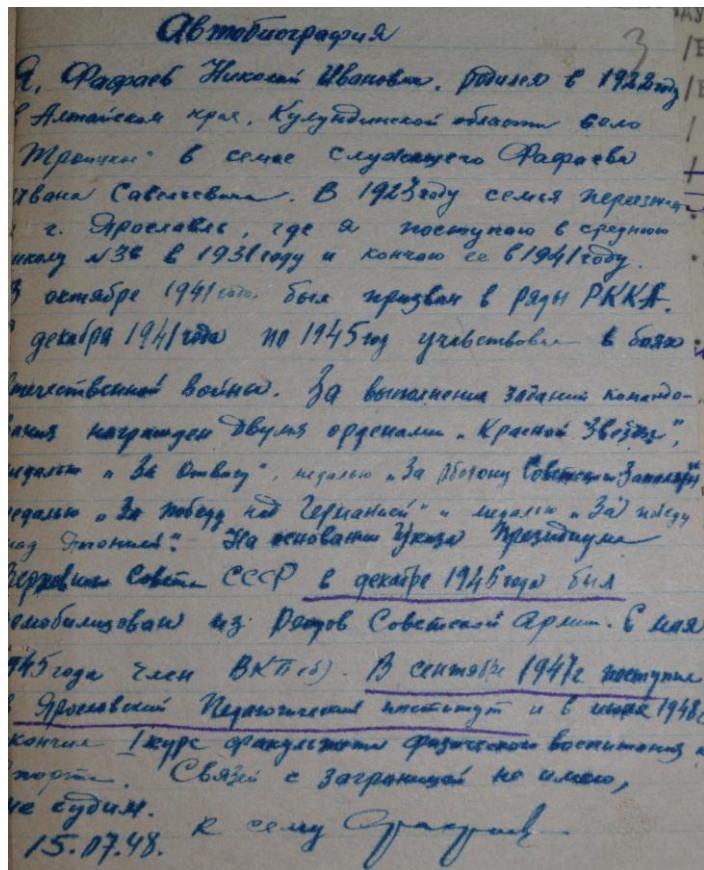 Автобиография
3
Я, Фафаев Николай Иванович, родился в 1922 году
в Алтайском крае, Кулундинской области село
"Троицкое" в семье служащего Фафаева
Ивана Савельевича. В 1923 году семья переезжает
в г. Ярославль, где я поступаю в среднюю
школу №36 в 1931 году и кончаю ее в 1941 году.
В октябре 1941 года был призван в ряды РККА.
С декабря 1941 года по 1945 год участвовал в боях
Отечественной войны. За выполнения заданий командо-
вания награжден двумя орденами „Красной Звезды",
медалью „За Отвагу", медалью „За оборону Советского Заполярья",
медалью „За победу над Германией" и медалью „За победу
над Японией". На основании Указа Президиума
Верховного Совета СССР в декабре 1946 года был
демобилизован из рядов Советской Армии. С мая
1945 года член ВКП(б). В сентябре 1947 г. поступил
в Ярославский Педагогический институт и в июне 1948 г.
окончил I курс факультета физического воспитания и
спорта. Связей с заграницей не имею,
не судим.
15.07.48. к сему